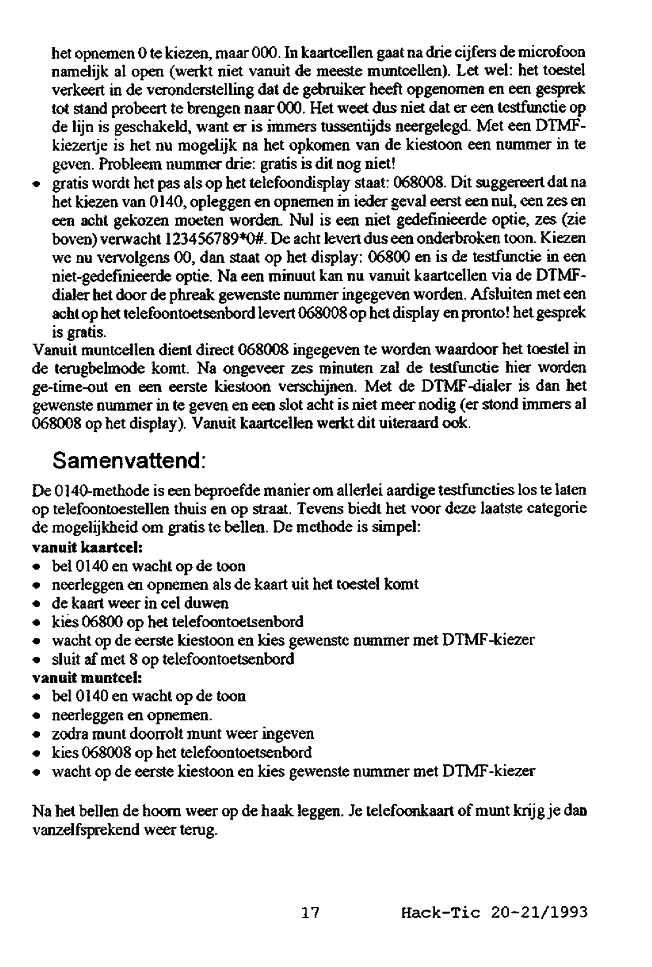 het opnemen 0 te kiezen, maar 000. In kaartcellen gaat na drie cijfers de microfoon
namelijk al open (werkt niet vanuit de meeste muntcellen). Let wel: het toestel
verkeert in de veronderstelling dat de gebruiker heeft opgenomen en een gesprek
tot stand probeert te brengen naar 000. Het weet dus niet dat er een testfunctie op
de lijn is geschakeld, want er is immers tussentijds neergelegd. Met een DTMF-
kiezertje is het nu mogelijk na het opkomen van de kiestoon een nummer in te
geven. Probleem nummer drie: gratis is dit nog niet!
• gratis wordt het pas als op het telefoondisplay staat: 068008. Dit suggereert dat na
het kiezen van 0140, opleggen en opnemen in ieder geval eerst een nul, een zes en
een acht gekozen moeten worden. Nul is een niet gedefinieerde optie, zes (zie
boven) verwacht 123456789*0#. De acht levert dus een onderbroken toon. Kiezen
we nu vervolgens 00, dan staat op het display: 06800 en is de testfunctie in een
niet-gedefinieerde optie. Na een minuut kan nu vanuit kaartcellen via de DTMF-
dialer het door de phreak gewenste nummer ingegeven worden. Afsluiten met een
acht op het telefoontoetsenbord levert 068008 op het display en pronto! het gesprek
is gratis.
Vanuit muntcellen dient direct 068008 ingegeven te worden waardoor het toestel in
de terugbelmode komt. Na ongeveer zes minuten zal de testfunctie hier worden
ge-time-out en een eerste kiestoon verschijnen. Met de DTMF-dialer is dan het
gewenste nummer in te geven en een slot acht is niet meer nodig (er stond immers al
068008 op het display). Vanuit kaartcellen werkt dit uiteraard ook.
Samenvattend:
De 0140-methode is een beproefde manier om allerlei aardige testfuncties los te laten
op telefoontoestellen thuis en op straat. Tevens biedt het voor deze laatste categorie
de mogelijkheid om gratis te bellen. De methode is simpel:
vanuit kaartcel:
• bel 0140 en wacht op de toon
• neerleggen en opnemen als de kaart uit het toestel komt
• de kaart weer in cel duwen
• kies 06800 op het telefoontoetsenbord
• wacht op de eerste kiestoon en kies gewenste nummer met DTMF-kiezer
• sluit af met 8 op telefoontoetsenbord
vanuit muntcel:
• bel 0140 en wacht op de toon
• neerleggen en opnemen.
• zodra munt doorrolt munt weer ingeven
• kies 068008 op het telefoontoetsenbord
• wacht op de eerste kiestoon en kies gewenste nummer met DTMF-kiezer
Na het bellen de hoorn weer op de haak leggen. Je telefoonkaart of munt krijg je dan
vanzelfsprekend weer terug.
17 Hack-Tic 20-21/1993